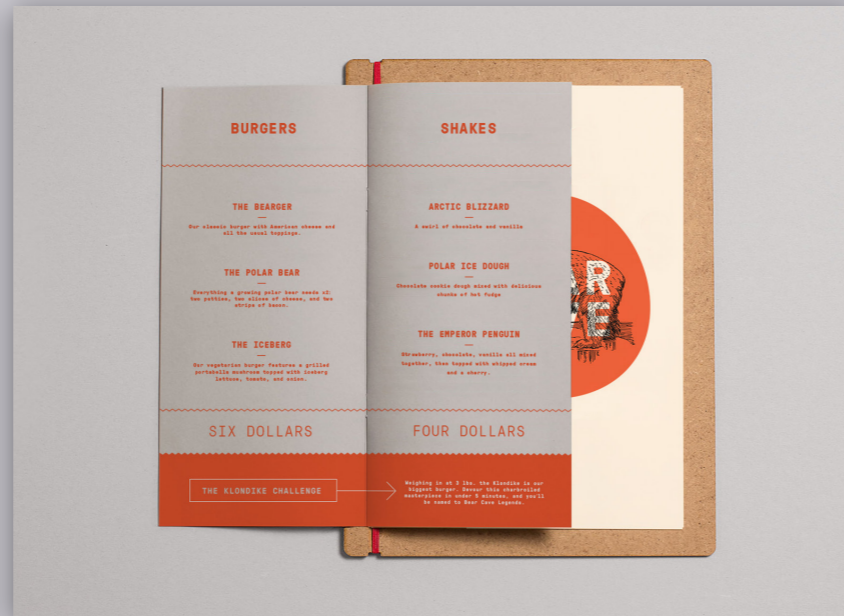 BURGERS
THE BEARGER
Our classic burger with American cheese and
all the usual toppings.
THE POLAR BEAR
Everything a growing polar bear needs x2:
two patties, two slices of cheese, and two
strips of bacon.
THE ICEBERG
Our vegetarian burger features a grilled
portabella mushroom topped with iceberg
lettuce, tomato, and onion.
SIX DOLLARS
SHAKES
ARCTIC BLIZZARD
A swirl of chocolate and vanilla
POLAR ICE DOUGH
Chocolate cookie dough mixed with delicious
chunks of hot fudge
THE EMPEROR PENGUIN
Strawberry, chocolate, vanilla all mixed
together, then topped with whipped cream
and a cherry.
FOUR DOLLARS
THE KLONDIKE CHALLENGE
Weighing in at 3 lbs. the Klondike is our
biggest burger. Devour this charbroiled
masterpiece in under 5 minutes, and you'll
be named to Bear Cave Legends.
R
E